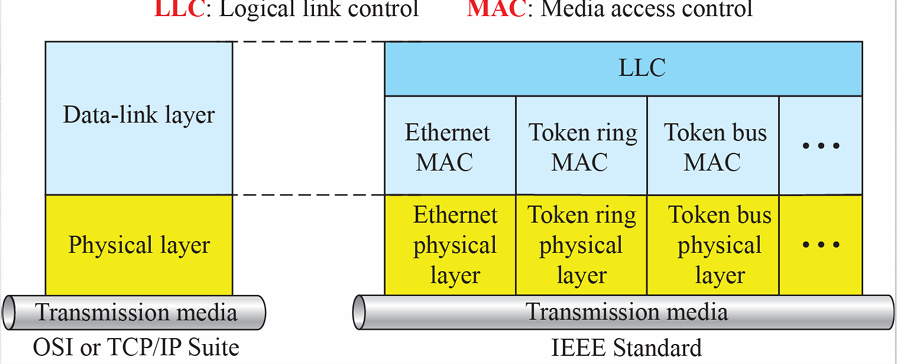 LLC: Logical link control MAC: Media access control
Data-link layer
Physical layer
Transmission media
OSI or TCP/IP Suite
LLC
Ethernet
MAC
Token ring
MAC
Token bus
MAC
•••
Ethernet
physical
layer
Token ring
physical
layer
Token bus
physical
layer
•••
Transmission media
IEEE Standard